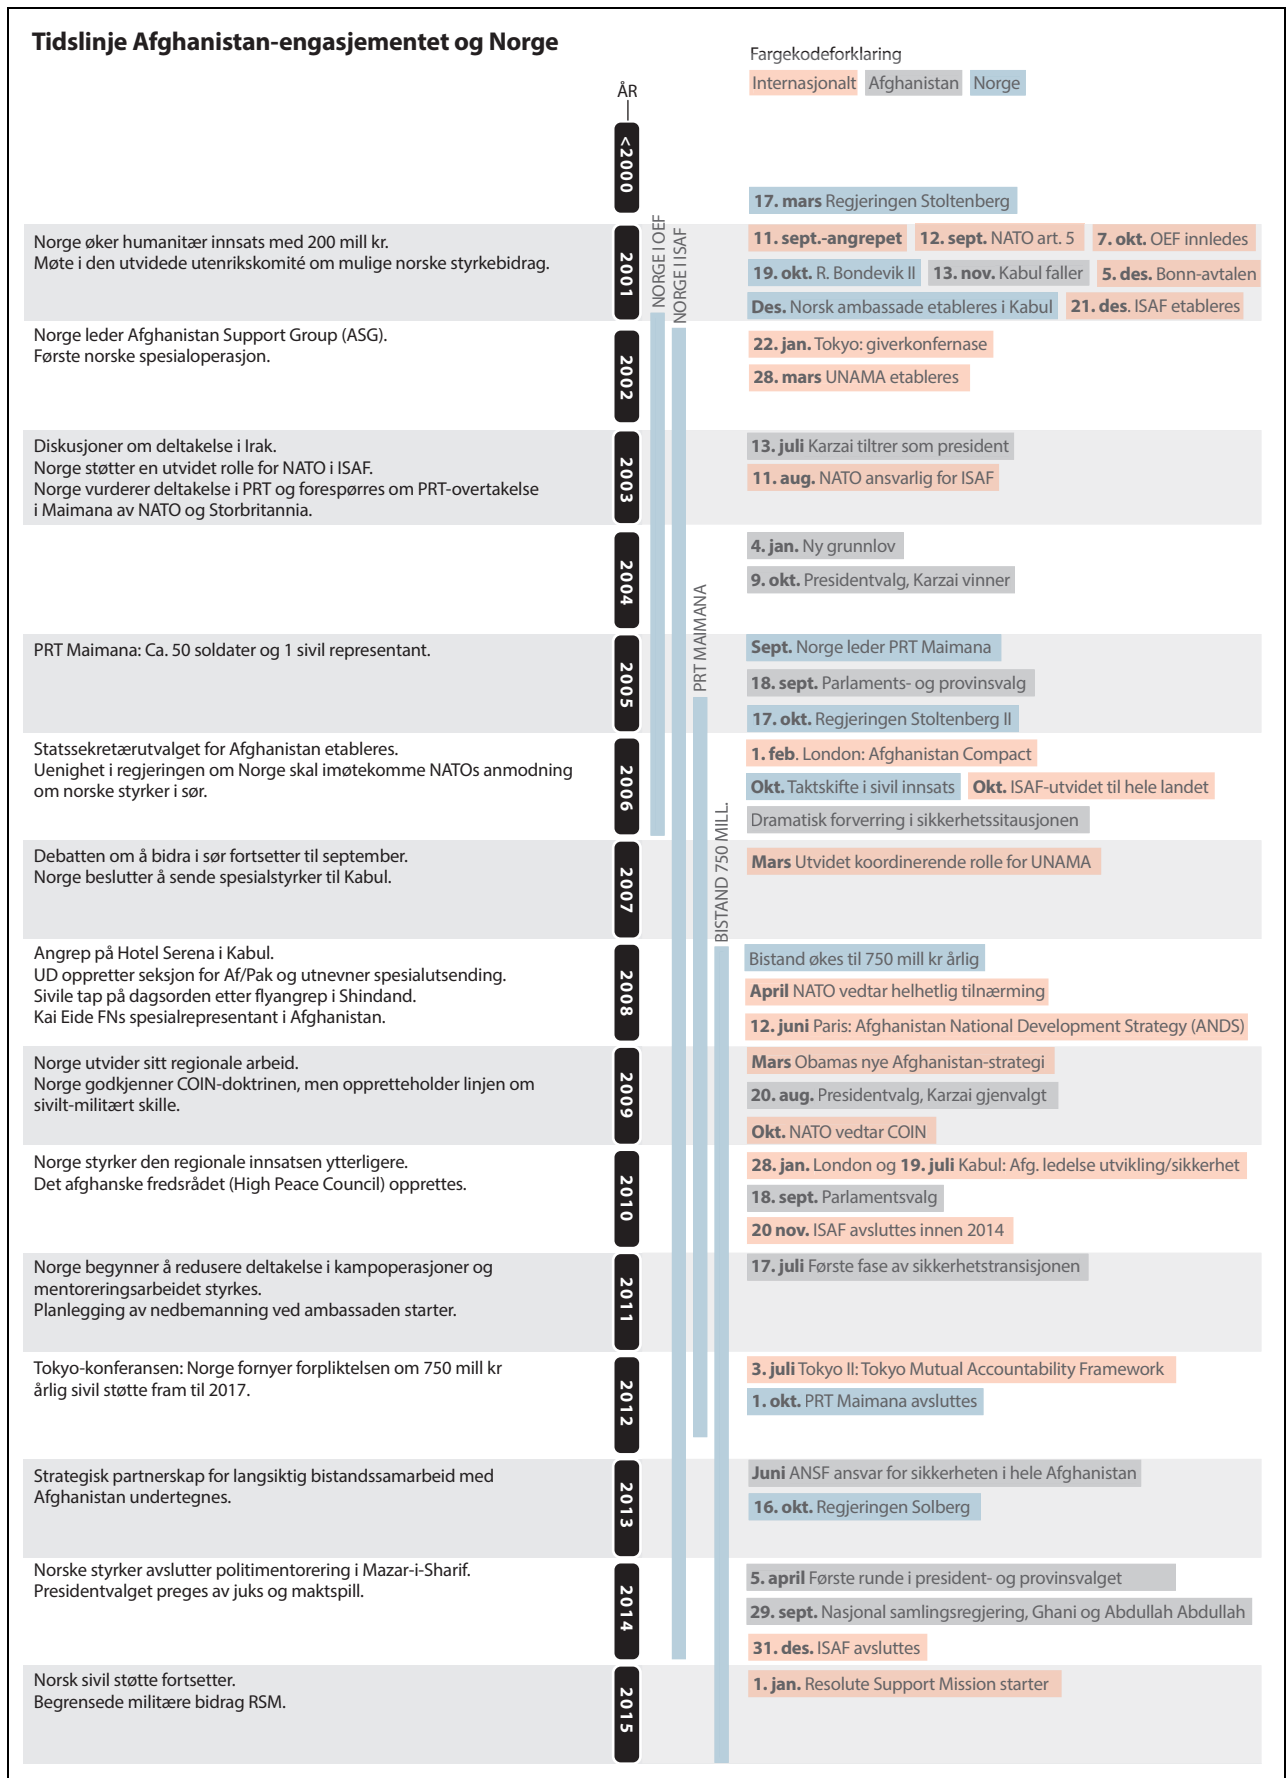 Tidslinje Afghanistan-engasjementet og Norge
Fargekodeforklaring
Internasjonalt Afghanistan Norge
ÅR
<2000
17. mars Regjeringen Stoltenberg
NORGE I OEF
NORGE I ISAF
Norge øker humanitær innsats med 200 mill kr.
Møte i den utvidede utenrikskomité om mulige norske styrkebidrag.
2001
11. sept.-angrepet 12. sept. NATO art. 5 7. okt. OEF innledes
19. okt. R. Bondevik II 13. nov. Kabul faller 5. des. Bonn-avtalen
Des. Norsk ambassade etableres i Kabul 21. des. ISAF etableres
Norge leder Afghanistan Support Group (ASG).
Første norske spesialoperasjon.
2002
22. jan. Tokyo: giverkonfernase
28. mars UNAMA etableres
Diskusjoner om deltakelse i Irak.
Norge støtter en utvidet rolle for NATO i ISAF.
Norge vurderer deltakelse i PRT og forespørres om PRT-overtakelse
i Maimana av NATO og Storbritannia.
2003
13. juli Karzai tiltrer som president
11. aug. NATO ansvarlig for ISAF
2004
4. jan. Ny grunnlov
9. okt. Presidentvalg, Karzai vinner
PRT MAIMANA
PRT Maimana: Ca. 50 soldater og 1 sivil representant.
2005
Sept. Norge leder PRT Maimana
18. sept. Parlaments- og provinsvalg
17. okt. Regjeringen Stoltenberg II
Statssekretærutvalget for Afghanistan etableres.
Uenighet i regjeringen om Norge skal imøtekomme NATOs anmodning
om norske styrker i sør.
2006
1. feb. London: Afghanistan Compact
Okt. Taktskifte i sivil innsats Okt. ISAF-utvidet til hele landet
Dramatisk forverring i sikkerhetssitausjonen
BISTAND 750 MILL.
Debatten om å bidra i sør fortsetter til september.
Norge beslutter å sende spesialstyrker til Kabul.
2007
Mars Utvidet koordinerende rolle for UNAMA
Angrep på Hotel Serena i Kabul.
UD oppretter seksjon for Af/Pak og utnevner spesialutsending.
Sivile tap på dagsorden etter flyangrep i Shindand.
Kai Eide FNs spesialrepresentant i Afghanistan.
2008
Bistand økes til 750 mill kr årlig
April NATO vedtar helhetlig tilnærming
12. juni Paris: Afghanistan National Development Strategy (ANDS)
Norge utvider sitt regionale arbeid.
Norge godkjenner COIN-doktrinen, men oppretteholder linjen om
sivilt-militært skille.
2009
Mars Obamas nye Afghanistan-strategi
20. aug. Presidentvalg, Karzai gjenvalgt
Okt. NATO vedtar COIN
Norge styrker den regionale innsatsen ytterligere.
Det afghanske fredsrådet (High Peace Council) opprettes.
2010
28. jan. London og 19. juli Kabul: Afg. ledelse utvikling/sikkerhet
18. sept. Parlamentsvalg
20 nov. ISAF avsluttes innen 2014
Norge begynner å redusere deltakelse i kampoperasjoner og
mentoreringsarbeidet styrkes.
Planlegging av nedbemanning ved ambassaden starter.
2011
17. juli Første fase av sikkerhetstransisjonen
Tokyo-konferansen: Norge fornyer forpliktelsen om 750 mill kr
årlig sivil støtte fram til 2017.
2012
3. juli Tokyo II: Tokyo Mutual Accountability Framework
1. okt. PRT Maimana avsluttes
Strategisk partnerskap for langsiktig bistandssamarbeid med
Afghanistan undertegnes.
2013
Juni ANSF ansvar for sikkerheten i hele Afghanistan
16. okt. Regjeringen Solberg
Norske styrker avslutter politimentorering i Mazar-i-Sharif.
Presidentvalget preges av juks og maktspill.
2014
5. april Første runde i president- og provinsvalget
29. sept. Nasjonal samlingsregjering, Ghani og Abdullah Abdullah
31. des. ISAF avsluttes
Norsk sivil støtte fortsetter.
Begrensede militære bidrag RSM.
2015
1. jan. Resolute Support Mission starter